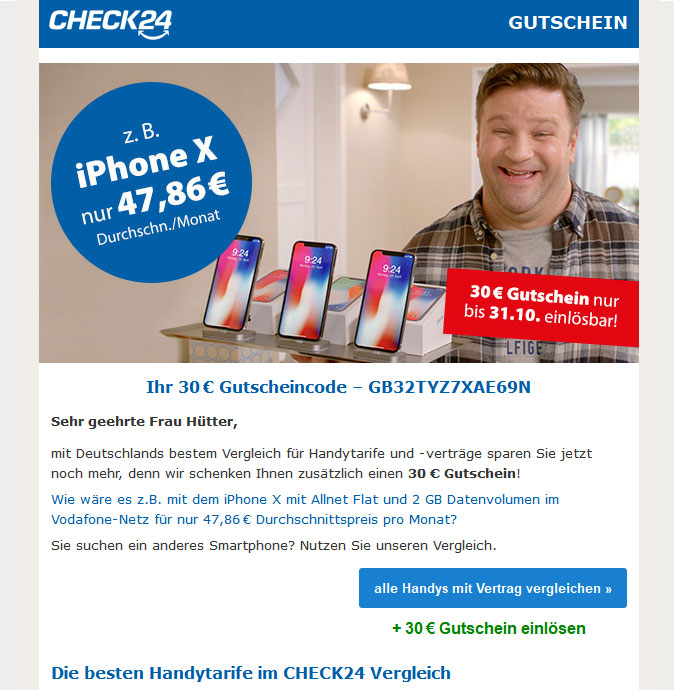 CHECK24
GUTSCHEIN
z. B.
iPhone X
nur 47,86 €
Durchschn./Monat
9:24
9:24
9:24
30 € Gutschein nur
bis 31.10. einlösbar!
LFIGE
Ihr 30 € Gutscheincode – GB32TYZ7XAE69N
Sehr geehrte Frau Hütter,
mit Deutschlands bestem Vergleich für Handytarife und -verträge sparen Sie jetzt
noch mehr, denn wir schenken Ihnen zusätzlich einen 30 € Gutschein!
Wie wäre es z.B. mit dem iPhone X mit Allnet Flat und 2 GB Datenvolumen im
Vodafone-Netz für nur 47,86 € Durchschnittspreis pro Monat?
Sie suchen ein anderes Smartphone? Nutzen Sie unseren Vergleich.
alle Handys mit Vertrag vergleichen »
+ 30 € Gutschein einlösen
Die besten Handytarife im CHECK24 Vergleich